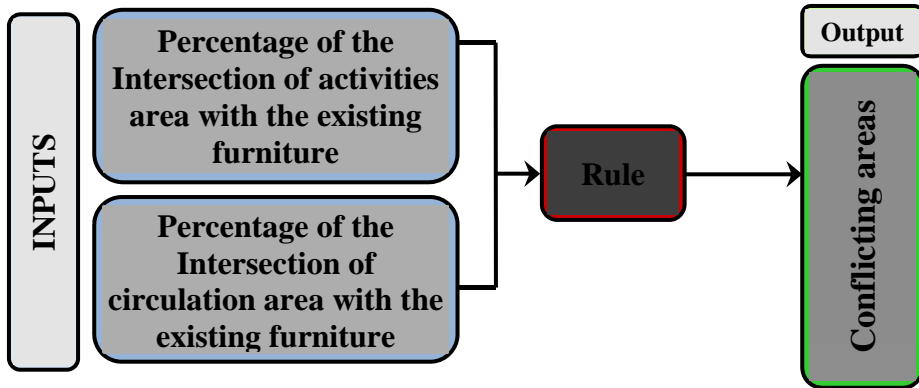 INPUTS
Percentage of the
Intersection of activities
area with the existing
furniture
Percentage of the
Intersection of
circulation area with the
existing furniture
Rule
Output
Conflicting areas